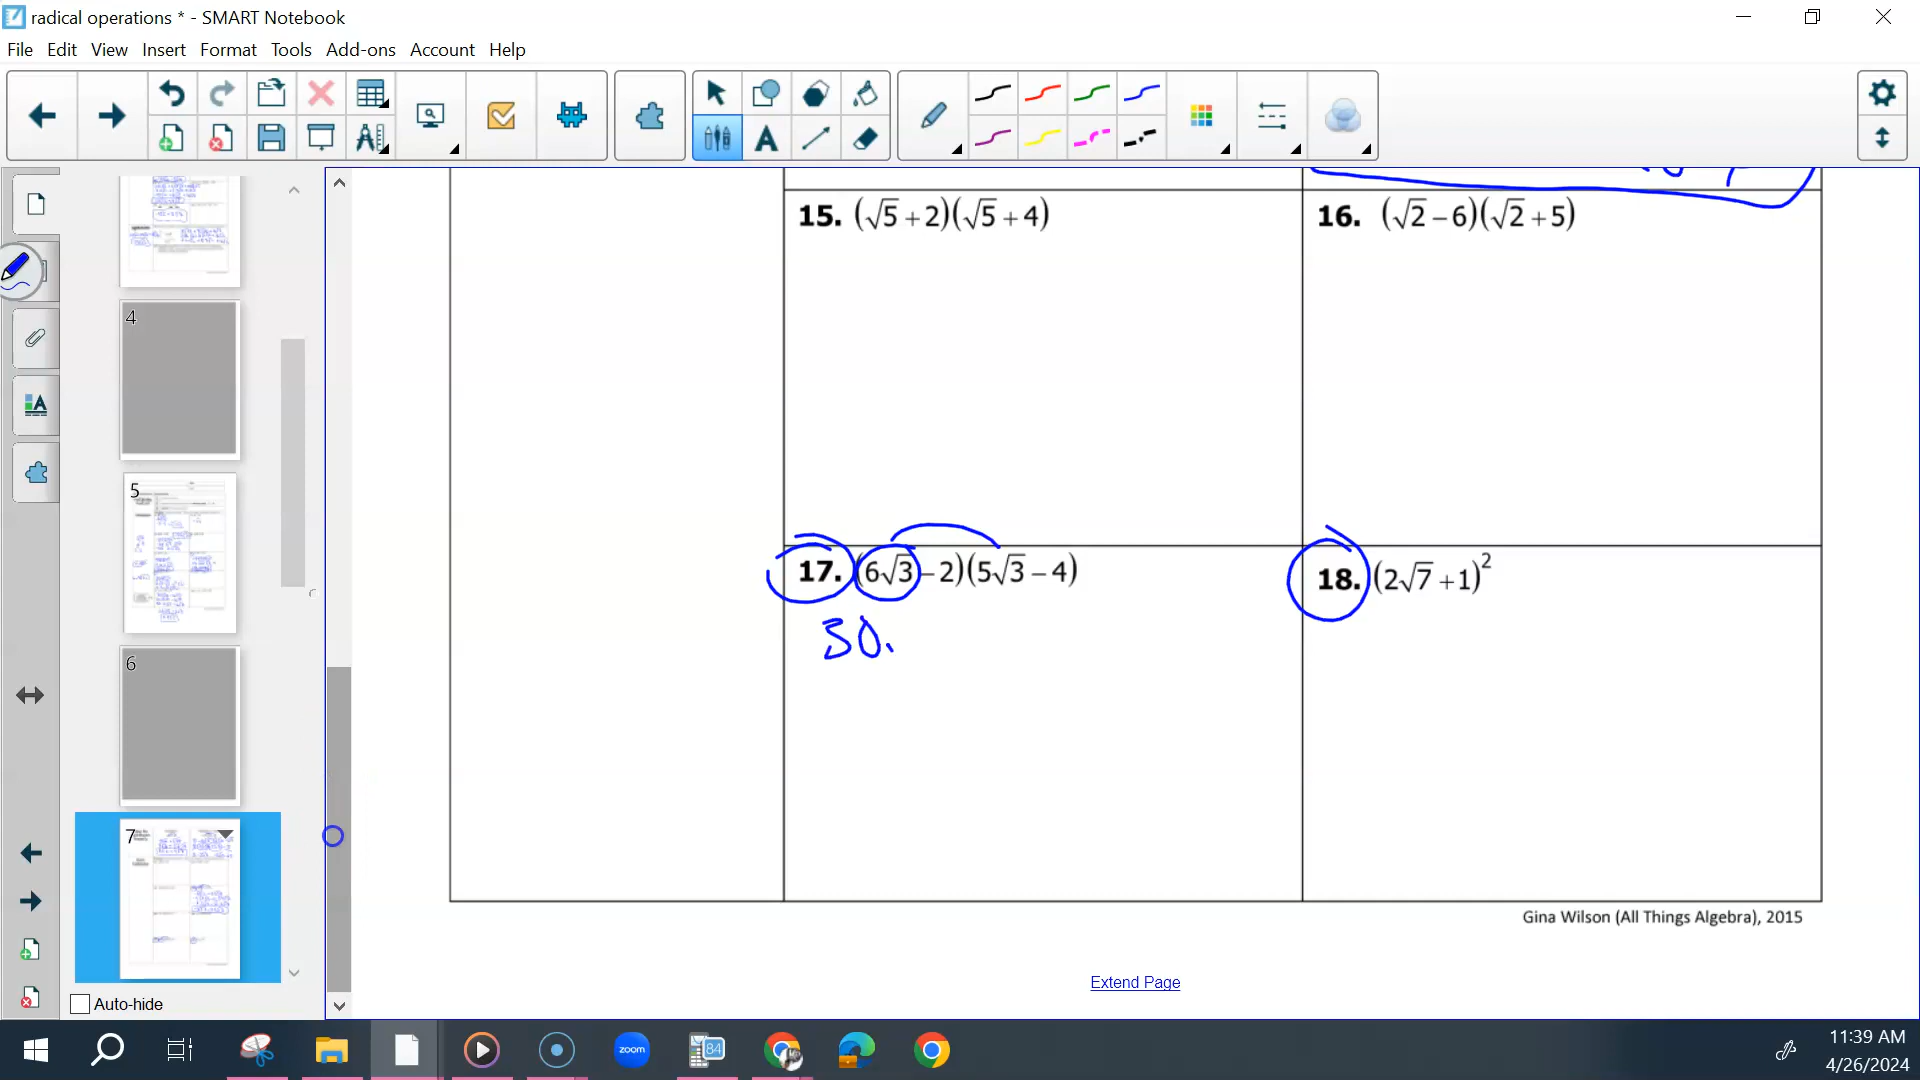 radical operations * - SMART Notebook
File Edit View Insert Format Tools Add-ons Account Help
15. (√5 + 2)(√5 + 4)
16. (√2 – 6)(√2 + 5)
17. (6√3 – 2)(5√3 – 4)
18. (2√7 + 1)²
30.
Gina Wilson (All Things Algebra), 2015
Extend Page
4
5
6
7
Auto-hide
zoom
84
11:39 AM
4/26/2024